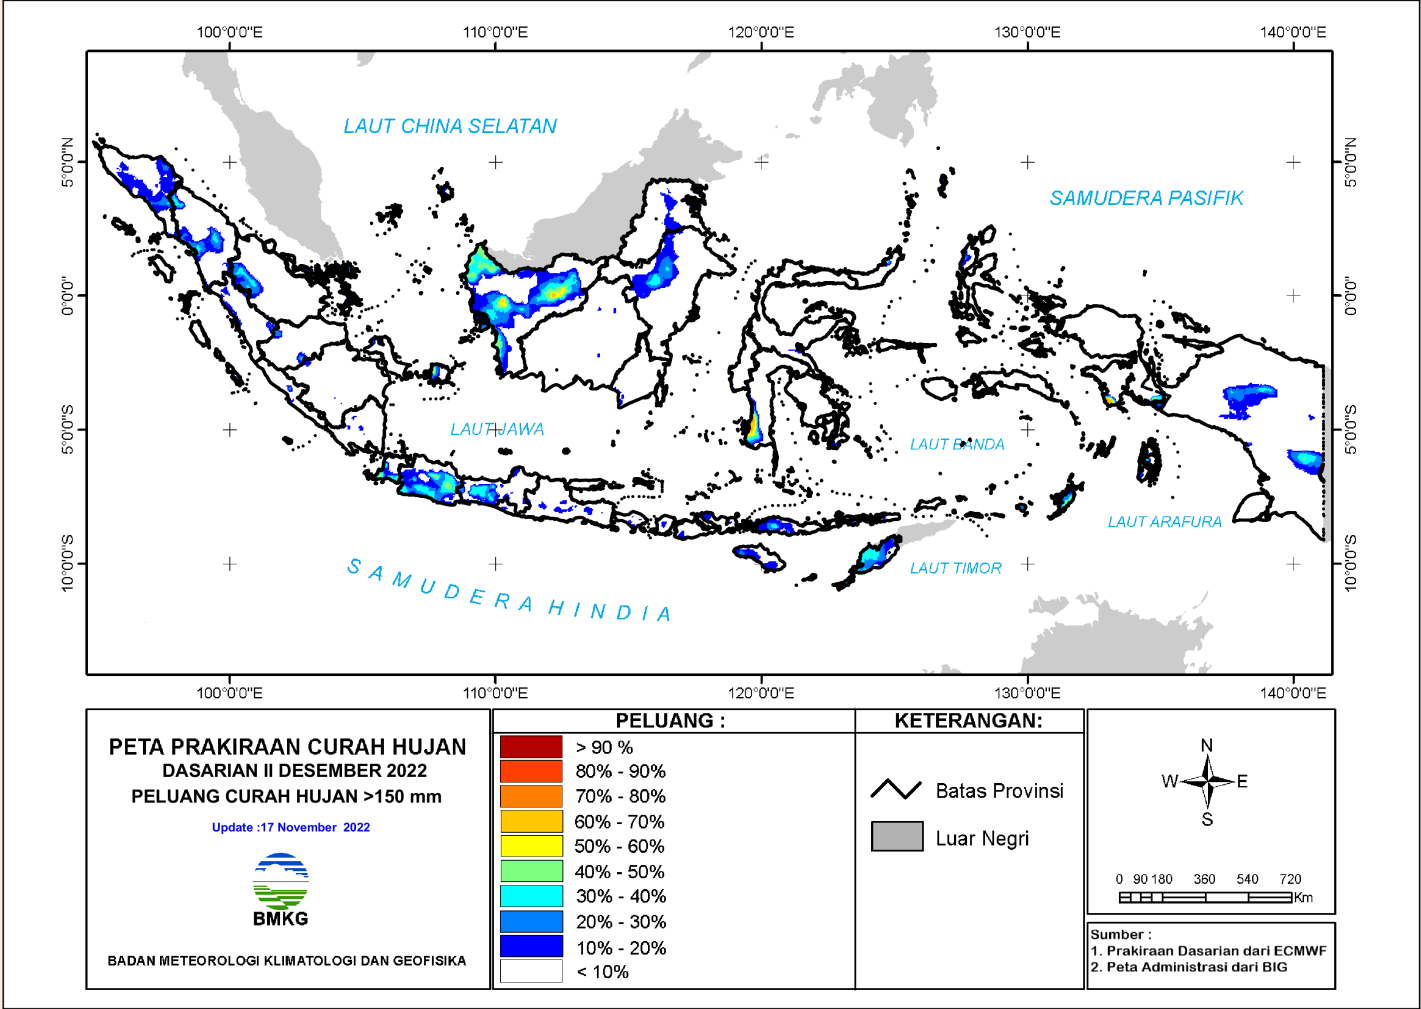 100°0'0"E 110°0'0"E 120°0'0"E 130°0'0"E 140°0'0"E
5°0'0"N
0°0'0"
5°0'0"S
10°0'0"S
LAUT CHINA SELATAN
SAMUDERA PASIFIK
LAUT JAWA
LAUT BANDA
LAUT ARAFURA
LAUT TIMOR
SAMUDERA HINDIA
5°0'0"N
0°0'0"
5°0'0"S
10°0'0"S
100°0'0"E 110°0'0"E 120°0'0"E 130°0'0"E 140°0'0"E
PETA PRAKIRAAN CURAH HUJAN
DASARIAN II DESEMBER 2022
PELUANG CURAH HUJAN >150 mm
Update :17 November 2022
BMKG
BADAN METEOROLOGI KLIMATOLOGI DAN GEOFISIKA
PELUANG :
> 90 %
80% - 90%
70% - 80%
60% - 70%
50% - 60%
40% - 50%
30% - 40%
20% - 30%
10% - 20%
< 10%
KETERANGAN:
Batas Provinsi
Luar Negri
N
W E
S
0 90 180 360 540 720
Km
Sumber :
1. Prakiraan Dasarian dari ECMWF
2. Peta Administrasi dari BIG